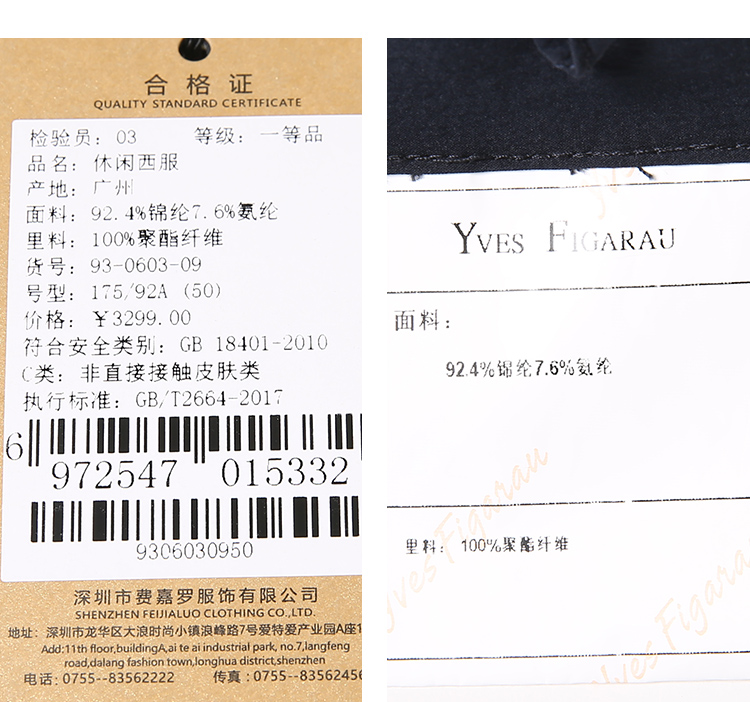 合格证
QUALITY STANDARD CERTIFICATE
检验员：03 等级：一等品
品名：休闲西服
产地：广州
面料：92.4%锦纶7.6%氨纶
里料：100%聚酯纤维
货号：93-0603-09
号型：175/92A (50)
价格：￥3299.00
符合安全类别：GB 18401-2010
C类：非直接接触皮肤类
执行标准：GB/T2664-2017
6 972547 015332
9306030950
深圳市费嘉罗服饰有限公司
SHENZHEN FEIJIALUO CLOTHING CO.,LTD.
地址：深圳市龙华区大浪时尚小镇浪峰路7号爱特爱产业园A座1
Add:11th floor,buildingA,ai te ai industrial park, no.7,langfeng
road,dalang fashion town,longhua district,shenzhen
电话：0755--83562222 传真：0755--8356245
YVES FIGARAU
面料：
92.4%锦纶7.6%氨纶
Yves Figarau
里料： 100%聚酯纤维
Yves Figarau